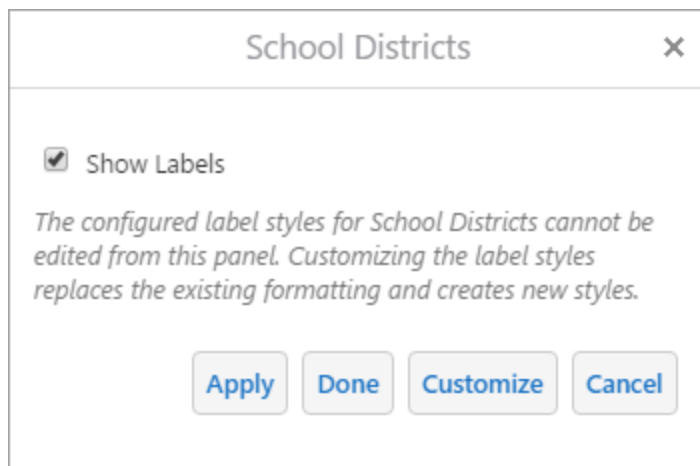 School Districts
Show Labels
The configured label styles for School Districts cannot be
edited from this panel. Customizing the label styles
replaces the existing formatting and creates new styles.
Apply Done Customize Cancel